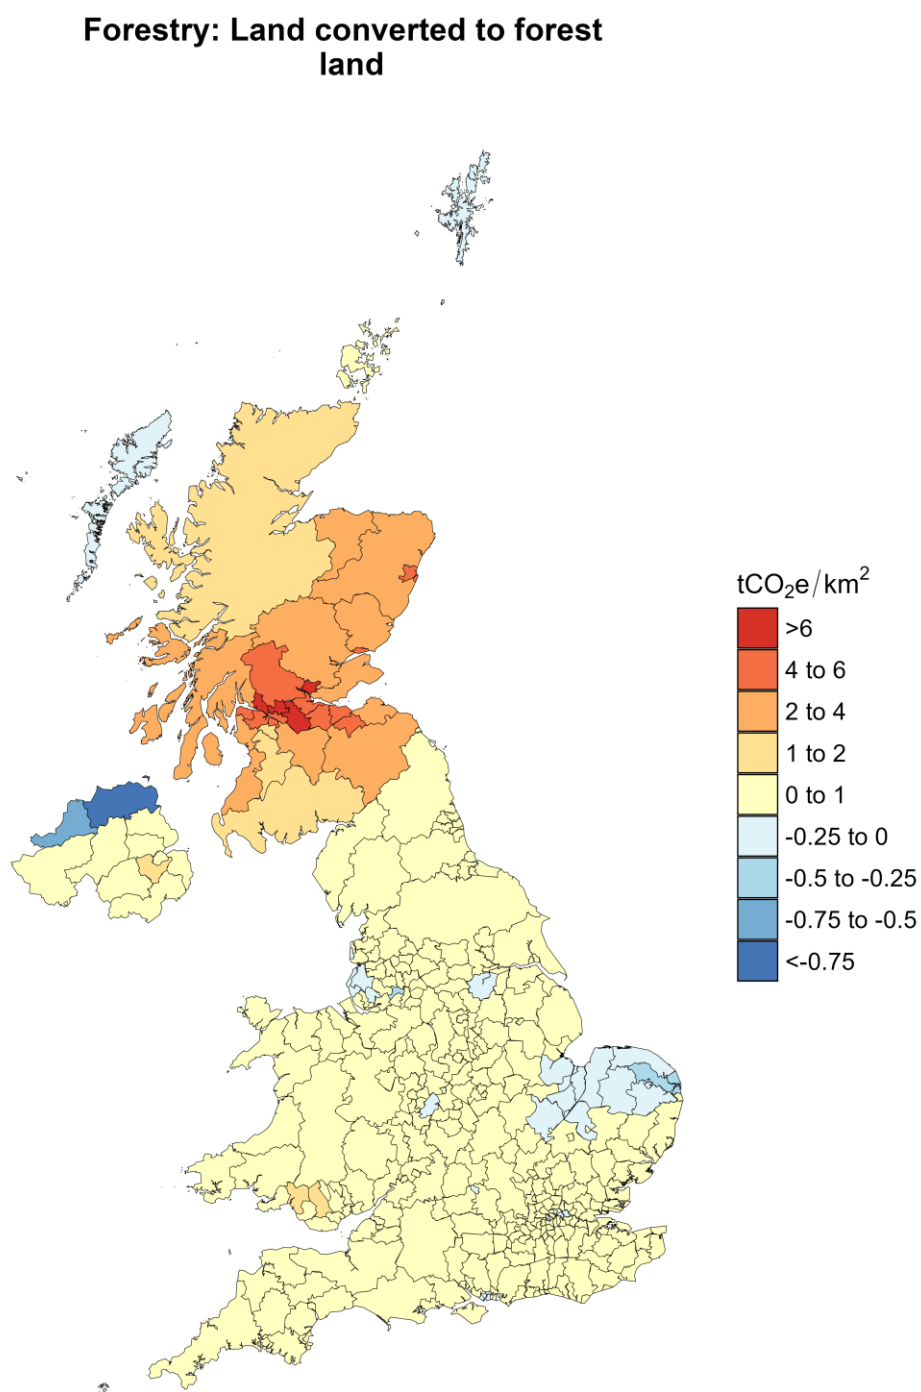 Forestry: Land converted to forest
land
tCO₂e/km²
>6
4 to 6
2 to 4
1 to 2
0 to 1
-0.25 to 0
-0.5 to -0.25
-0.75 to -0.5
<-0.75